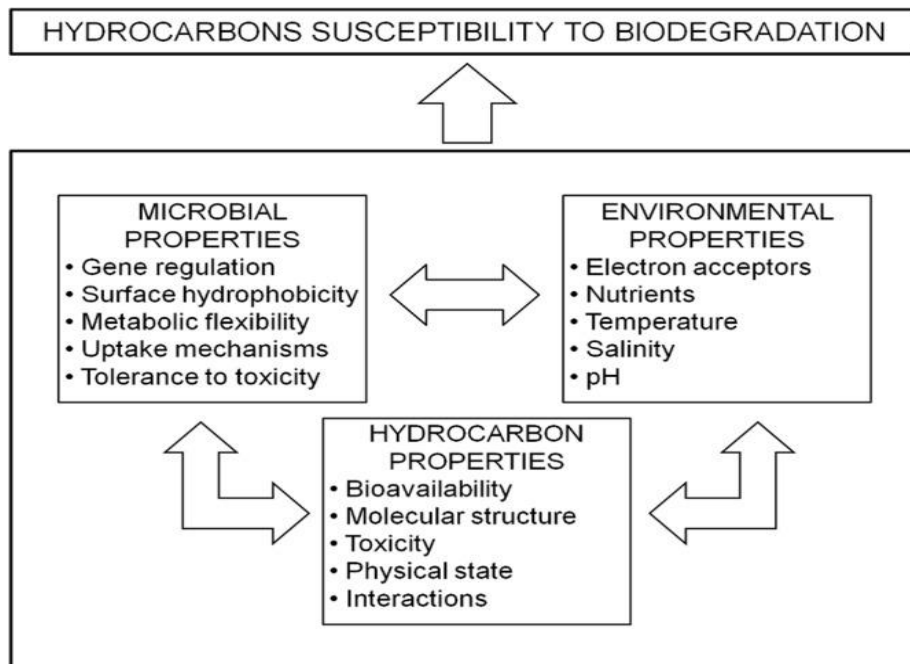 HYDROCARBONS SUSCEPTIBILITY TO BIODEGRADATION
MICROBIAL
PROPERTIES
• Gene regulation
• Surface hydrophobicity
• Metabolic flexibility
• Uptake mechanisms
• Tolerance to toxicity
ENVIRONMENTAL
PROPERTIES
• Electron acceptors
• Nutrients
• Temperature
• Salinity
• pH
HYDROCARBON
PROPERTIES
• Bioavailability
• Molecular structure
• Toxicity
• Physical state
• Interactions